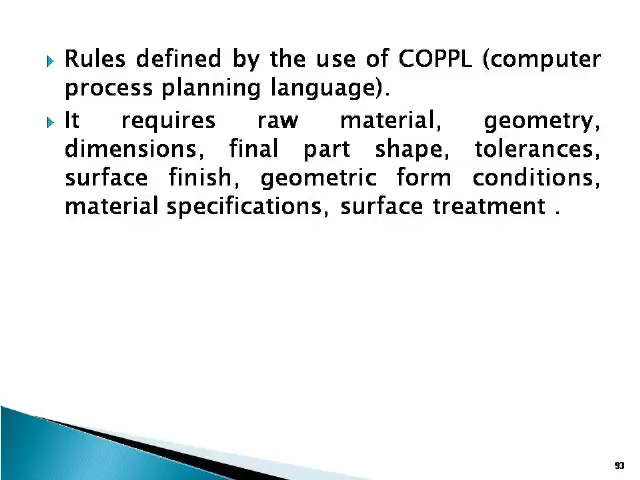 Rules defined by the use of COPPL (computer
process planning language).
It requires raw material, geometry,
dimensions, final part shape, tolerances,
surface finish, geometric form conditions,
material specifications, surface treatment .
93